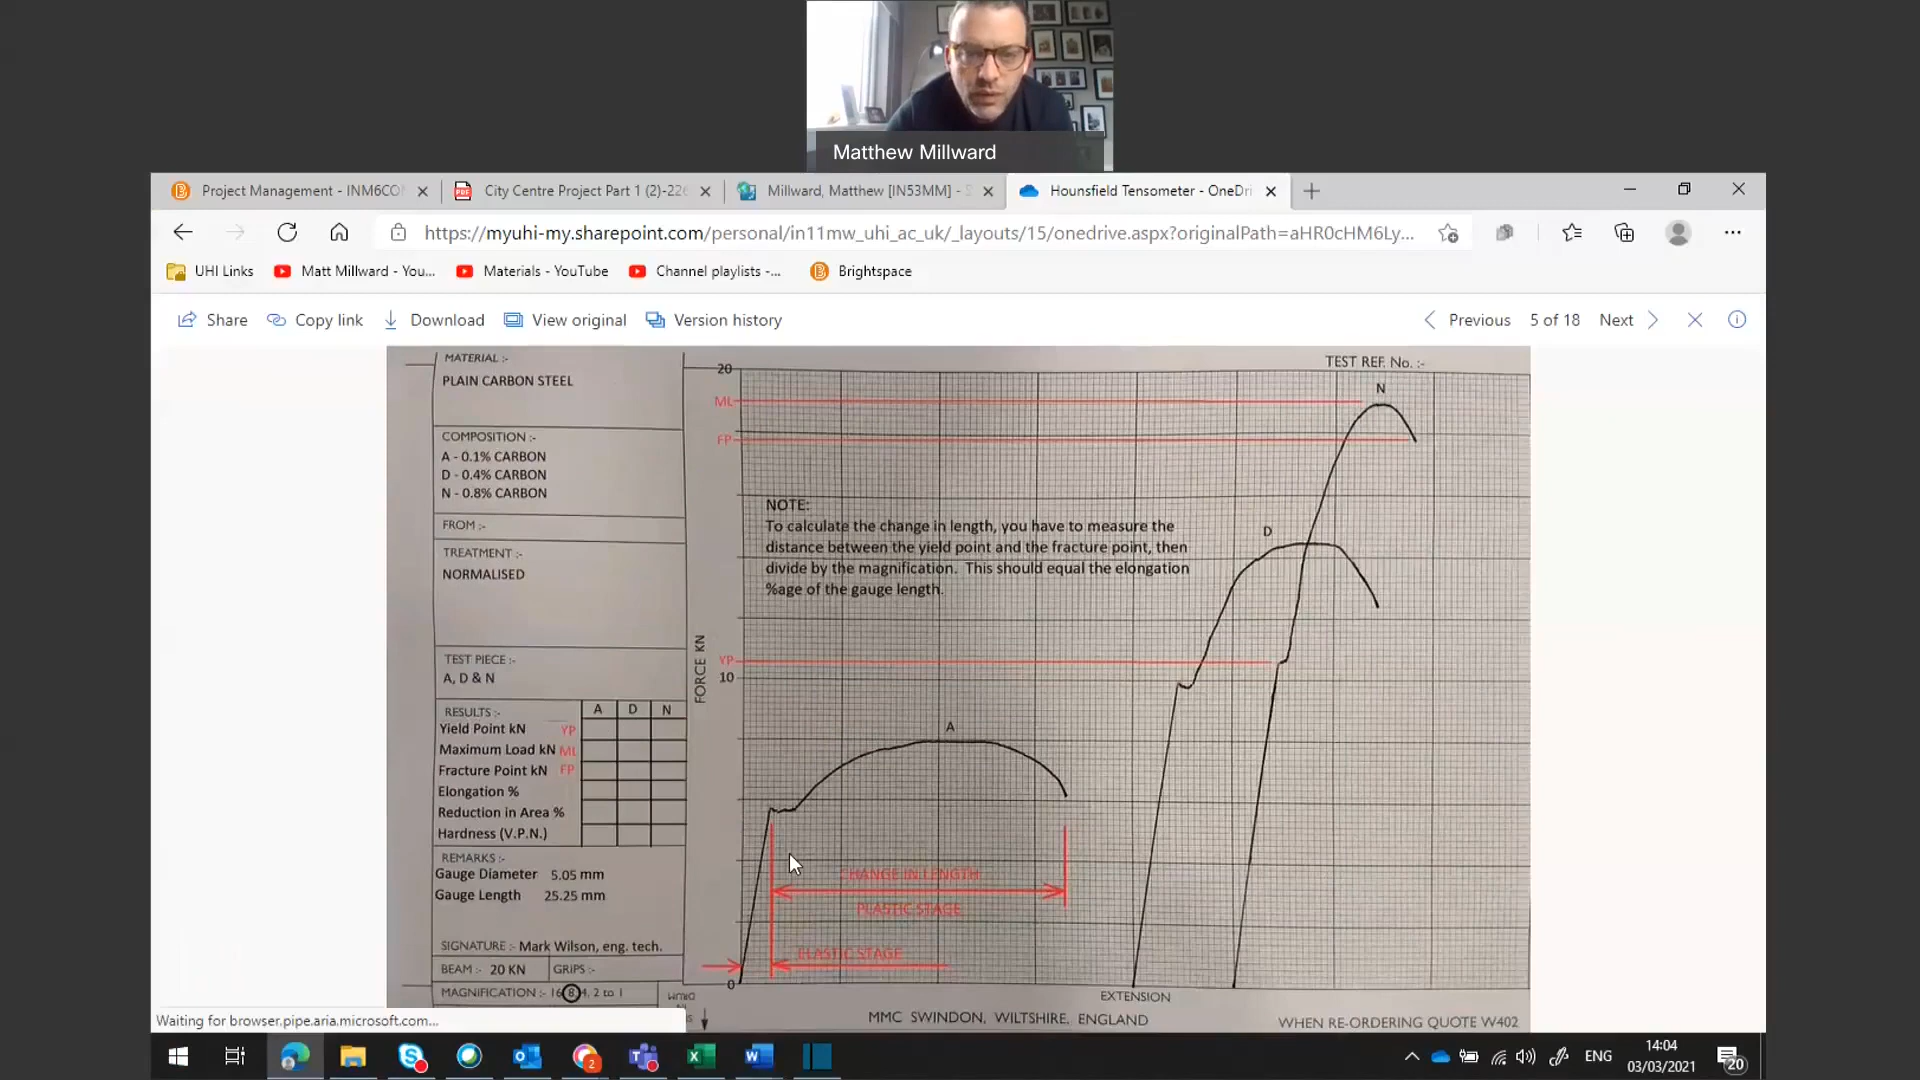 Matthew Millward
Project Management - INM6CO
City Centre Project Part 1 (2)-226
Millward, Matthew [IN53MM] - S
Hounsfield Tensometer - OneDri
https://myuhi-my.sharepoint.com/personal/in11mw_uhi_ac_uk/_layouts/15/onedrive.aspx?originalPath=aHR0cHM6Ly...
UHI Links
Matt Millward - You...
Materials - YouTube
Channel playlists -...
Brightspace
Share
Copy link
Download
View original
Version history
Previous
5 of 18
Next
MATERIAL :-
PLAIN CARBON STEEL
COMPOSITION :-
A - 0.1% CARBON
D - 0.4% CARBON
N - 0.8% CARBON
FROM :-
TREATMENT :-
NORMALISED
TEST PIECE :-
A, D & N
RESULTS :- A D N
Yield Point kN YP
Maximum Load kN ML
Fracture Point kN FP
Elongation %
Reduction in Area %
Hardness (V.P.N.)
REMARKS :-
Gauge Diameter 5.05 mm
Gauge Length 25.25 mm
SIGNATURE :- Mark Wilson, eng. tech.
BEAM :- 20 KN GRIPS :-
MAGNIFICATION :- 16, 8, 4, 2 to 1
TEST REF. No. :-
20
ML
FP
N
NOTE:
To calculate the change in length, you have to measure the
distance between the yield point and the fracture point, then
divide by the magnification. This should equal the elongation
%age of the gauge length.
D
FORCE KN
YP
10
A
CHANGE IN LENGTH
PLASTIC STAGE
ELASTIC STAGE
0
EXTENSION
MMC SWINDON, WILTSHIRE, ENGLAND
WHEN RE-ORDERING QUOTE W402
Waiting for browser.pipe.aria.microsoft.com...
2
ENG
14:04
03/03/2021
20